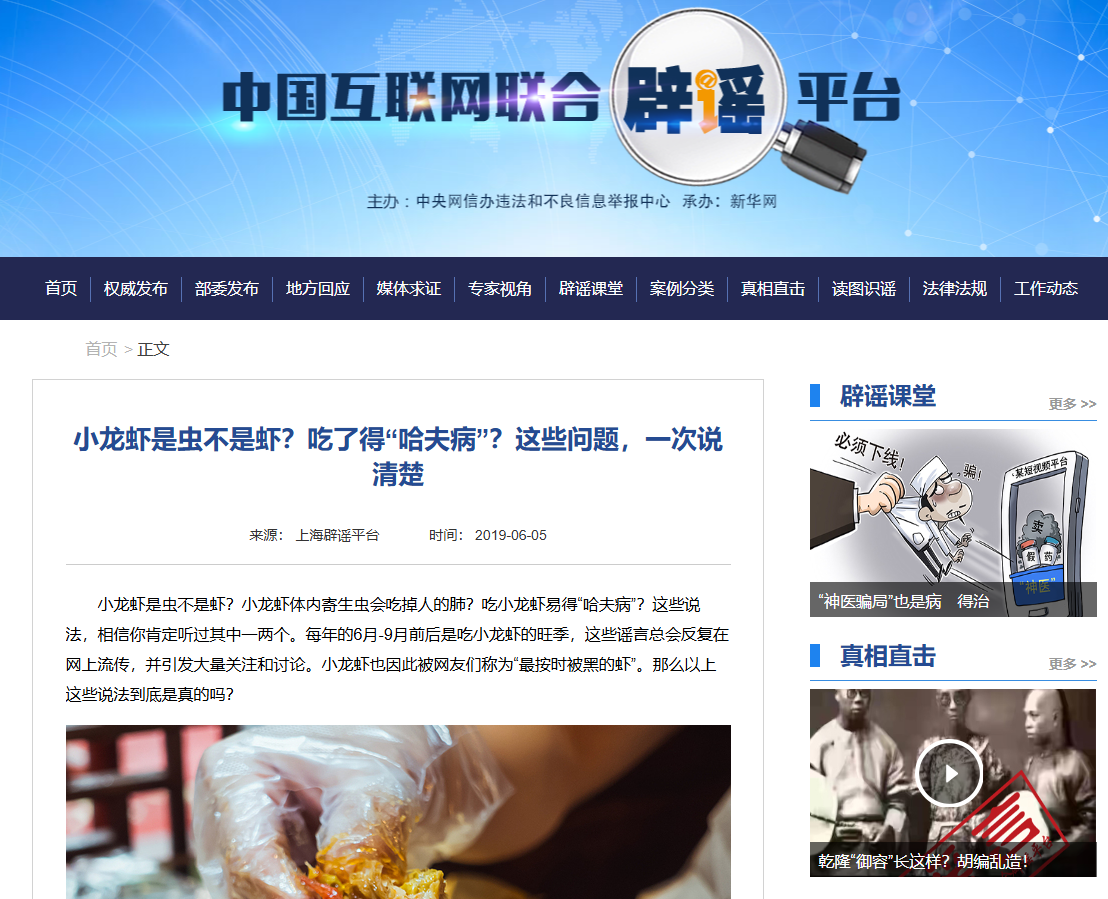 中国互联网联合辟谣平台
主办：中央网信办违法和不良信息举报中心 承办：新华网
首页 权威发布 部委发布 地方回应 媒体求证 专家视角 辟谣课堂 案例分类 真相直击 读图识谣 法律法规 工作动态
首页 > 正文
小龙虾是虫不是虾？吃了得“哈夫病”？这些问题，一次说
清楚
来源： 上海辟谣平台 时间： 2019-06-05
小龙虾是虫不是虾？小龙虾体内寄生虫会吃掉人的肺？吃小龙虾易得“哈夫病”？这些说
法，相信你肯定听过其中一两个。每年的6月-9月前后是吃小龙虾的旺季，这些谣言总会反复在
网上流传，并引发大量关注和讨论。小龙虾也因此被网友们称为“最按时被黑的虾”。那么以上
这些说法到底是真的吗？
辟谣课堂
更多 >>
必须下线！
骗！
某短视频平台
卖
假 药
“神医”
“神医骗局”也是病 得治
真相直击
更多 >>
乾隆“御容”长这样？胡编乱造！